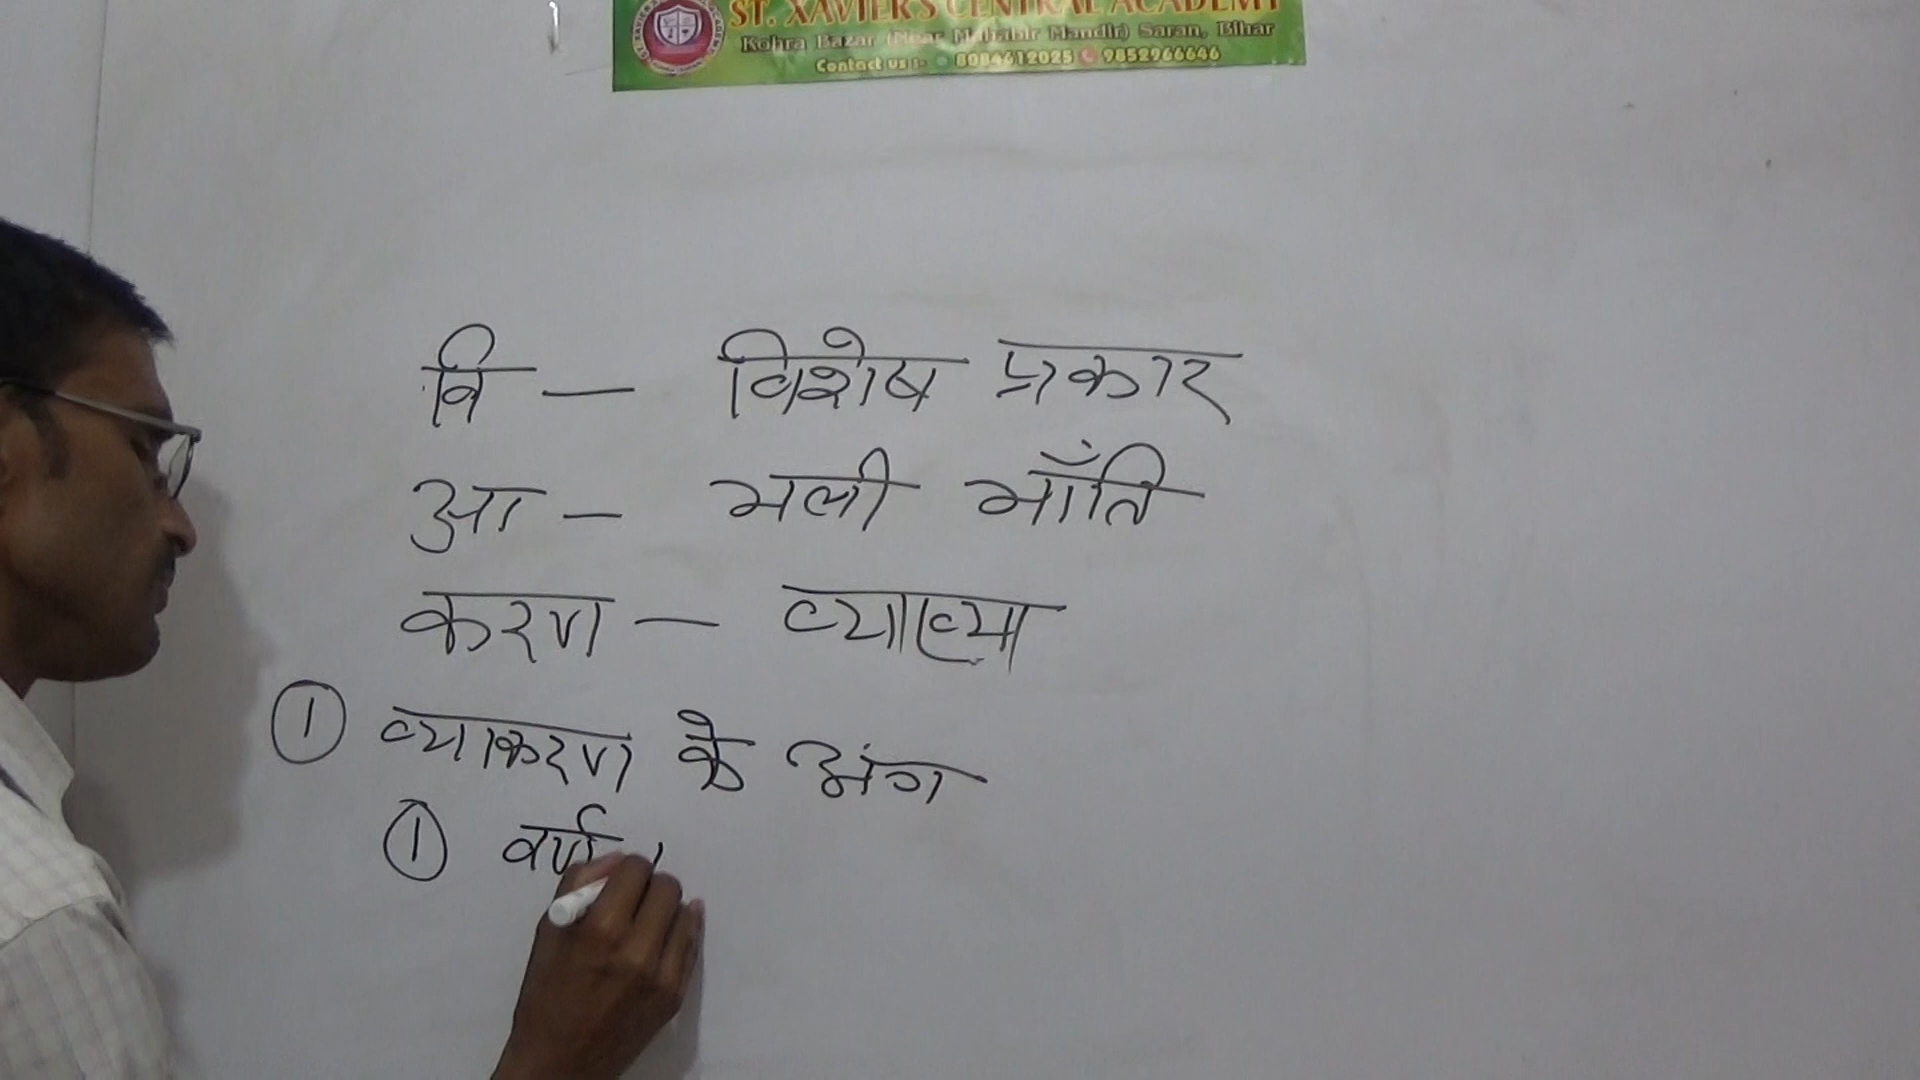 ST. XAVIER'S CENTRAL ACADEMY
Kohra Bazar (Near Mahabir Mandir) Saran, Bihar
Contact us :- 8084612025 9852966646
वि — विशेष प्रकार
आ - भली भाँति
करण — व्याख्या
① व्याकरण के अंग
① वर्ण